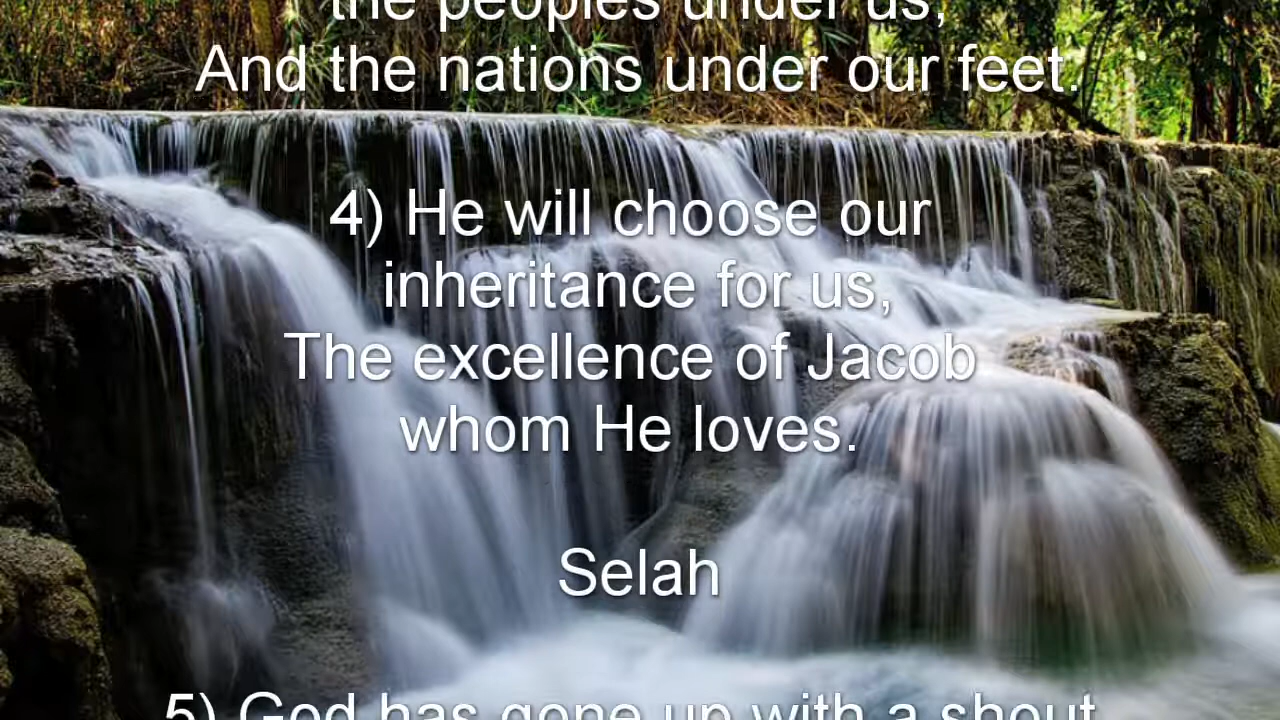 the peoples under us,
And the nations under our feet.
4) He will choose our
inheritance for us,
The excellence of Jacob
whom He loves.
Selah
5) God has gone up with a shout